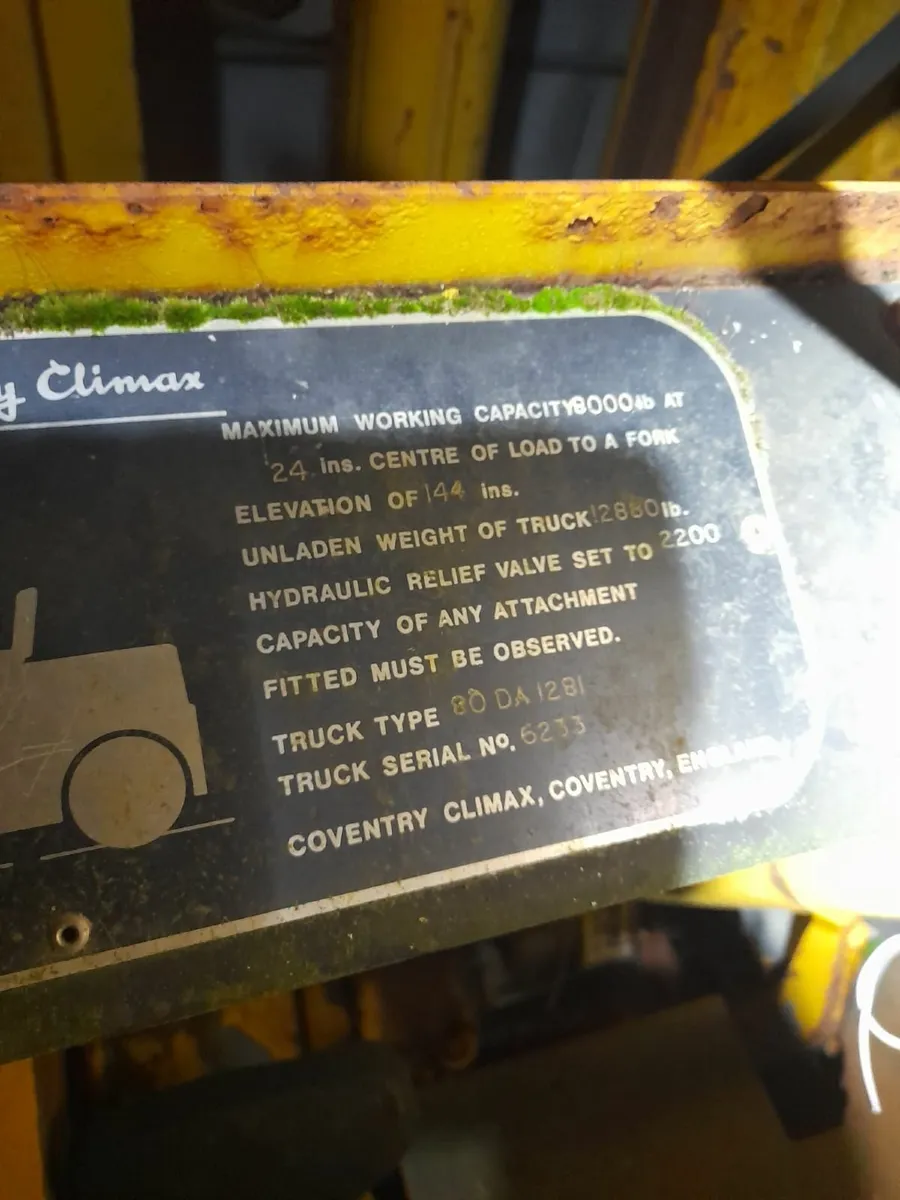 y Climax
MAXIMUM WORKING CAPACITY 8000 lb AT
24 ins. CENTRE OF LOAD TO A FORK
ELEVATION OF 144 ins.
UNLADEN WEIGHT OF TRUCK 12880 lb.
HYDRAULIC RELIEF VALVE SET TO 2200
CAPACITY OF ANY ATTACHMENT
FITTED MUST BE OBSERVED.
TRUCK TYPE 80 DA 1281
TRUCK SERIAL No. 6233
COVENTRY CLIMAX, COVENTRY, ENGLAND